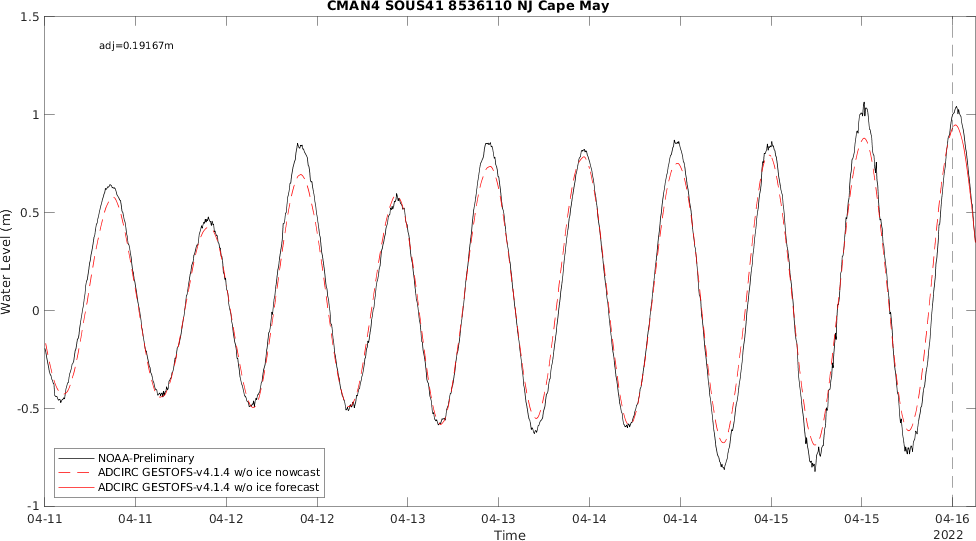 CMAN4 SOUS41 8536110 NJ Cape May
1.5
adj=0.19167m
1
0.5
0
-0.5
-1
Water Level (m)
NOAA-Preliminary
ADCIRC GESTOFS-v4.1.4 w/o ice nowcast
ADCIRC GESTOFS-v4.1.4 w/o ice forecast
04-11 04-11 04-12 04-12 04-13 04-13 04-14 04-14 04-15 04-15 04-16
Time
2022